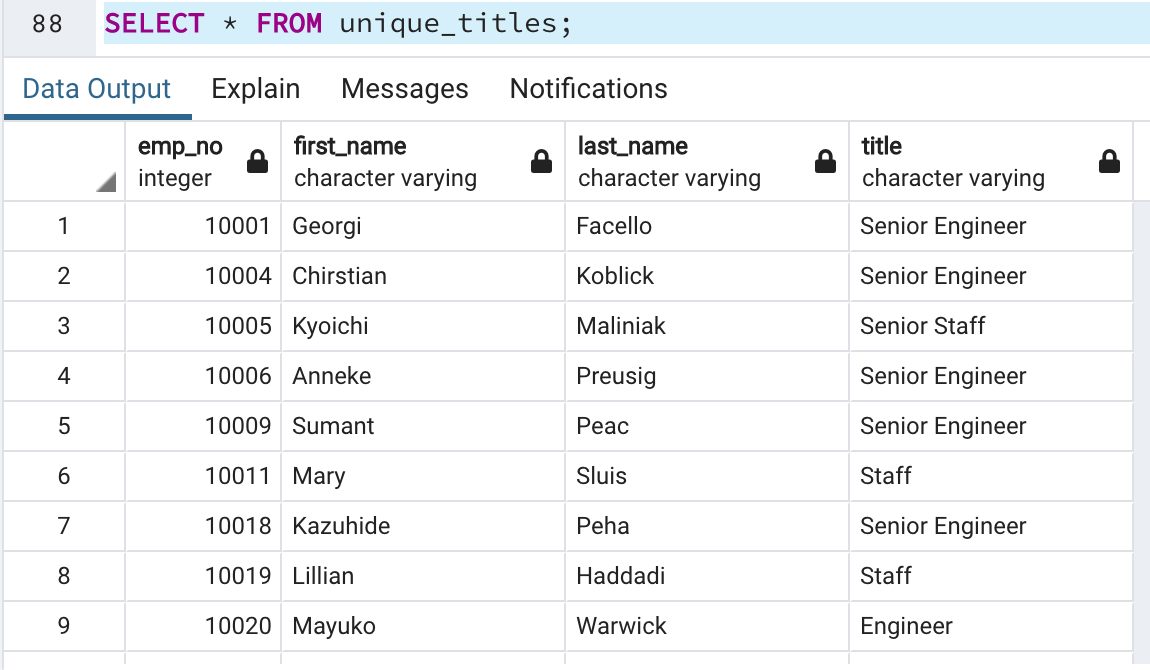 88 SELECT * FROM unique_titles;
Data Output Explain Messages Notifications
emp_no first_name last_name title
integer character varying character varying character varying
1 10001 Georgi Facello Senior Engineer
2 10004 Chirstian Koblick Senior Engineer
3 10005 Kyoichi Maliniak Senior Staff
4 10006 Anneke Preusig Senior Engineer
5 10009 Sumant Peac Senior Engineer
6 10011 Mary Sluis Staff
7 10018 Kazuhide Peha Senior Engineer
8 10019 Lillian Haddadi Staff
9 10020 Mayuko Warwick Engineer